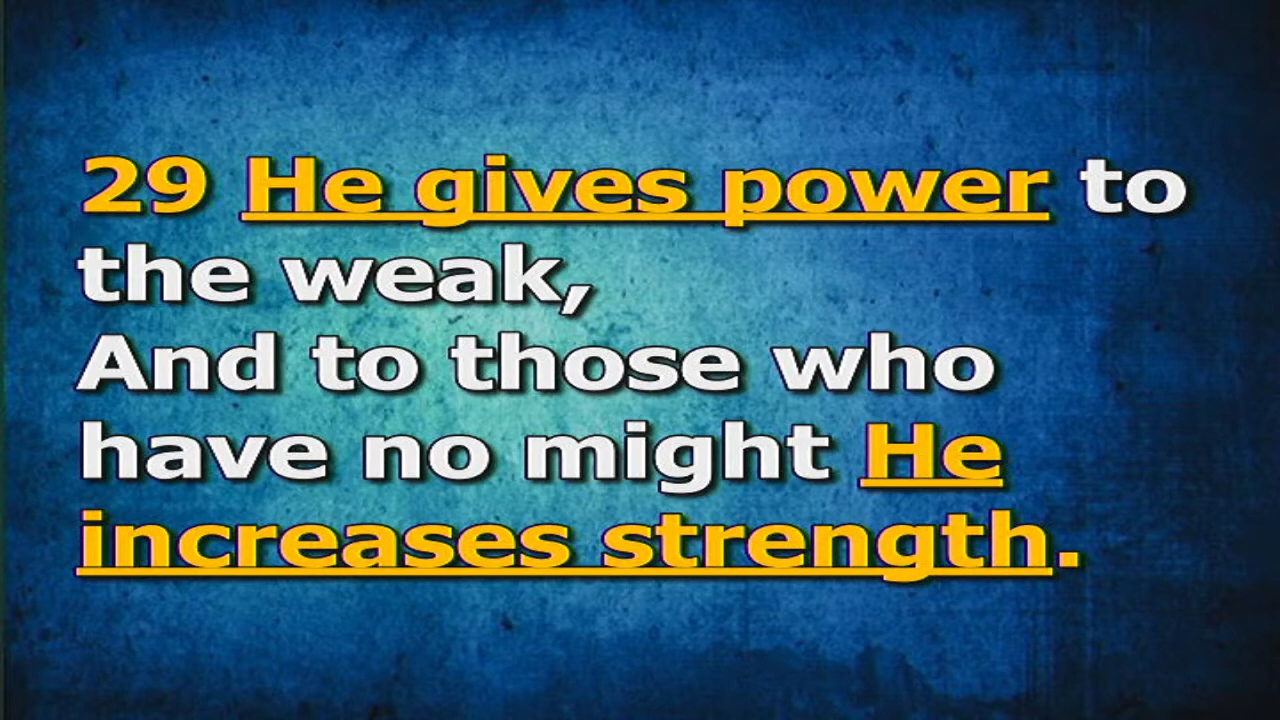 29 He gives power to
the weak,
And to those who
have no might He
increases strength.